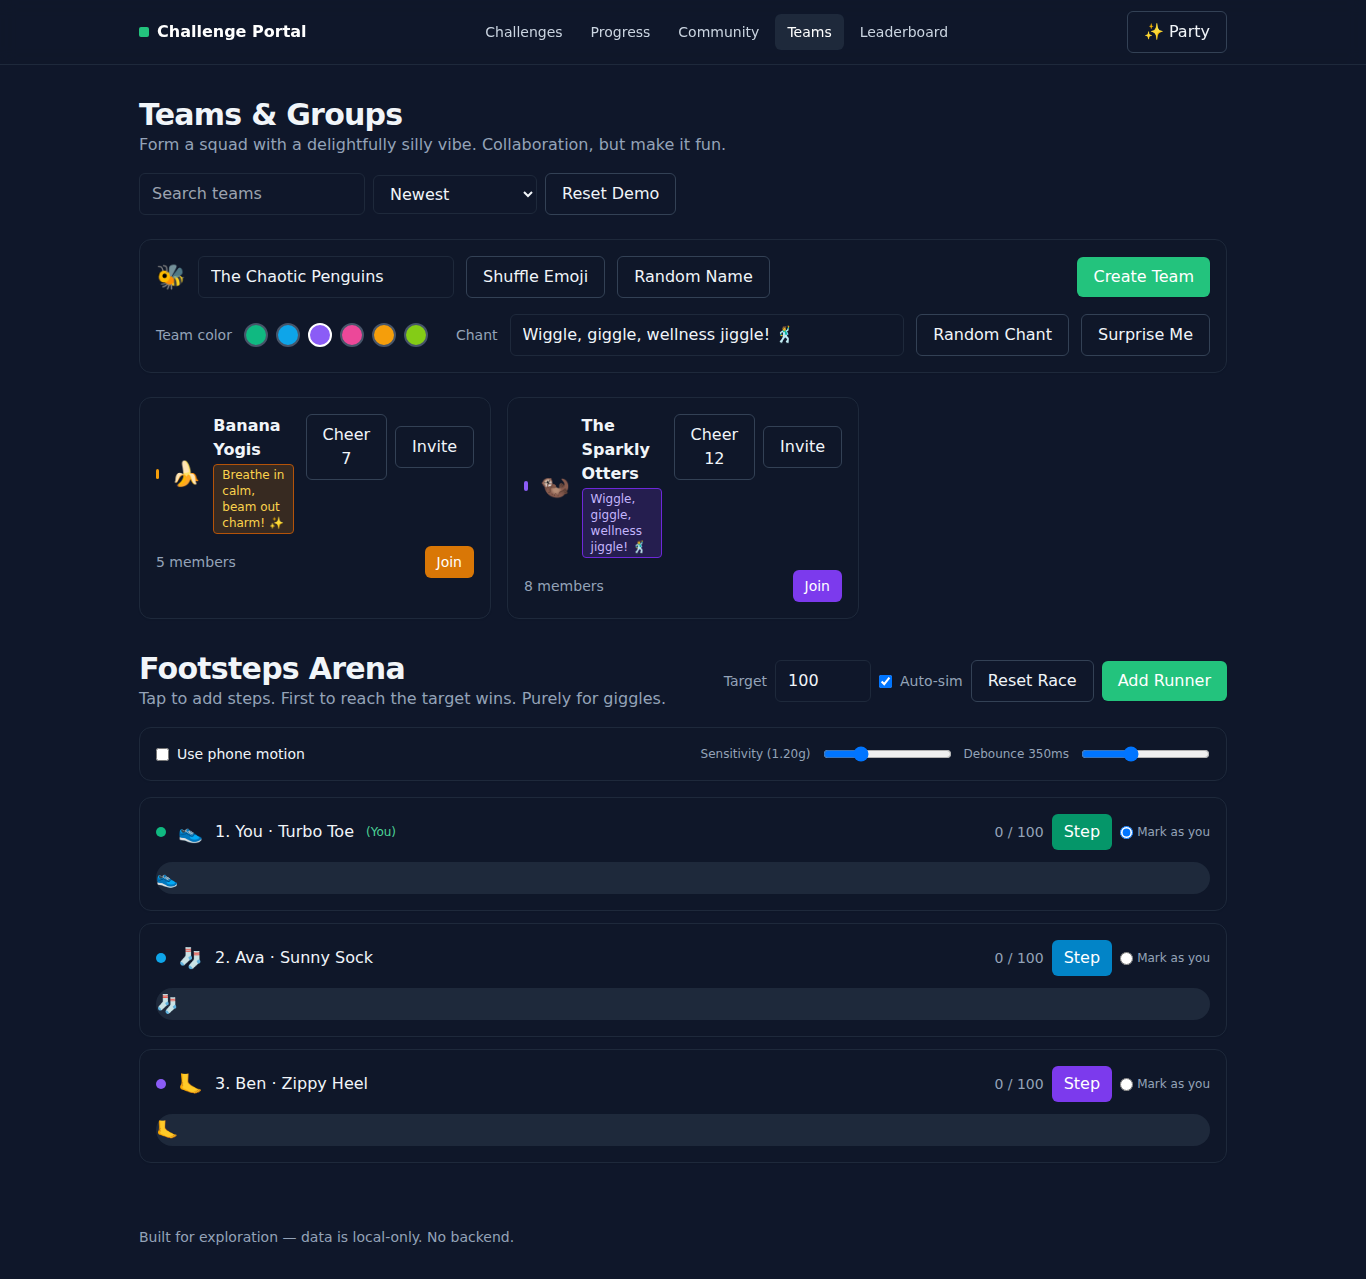 Challenge Portal
Challenges
Progress
Community
Teams
Leaderboard
✨ Party
Teams & Groups
Form a squad with a delightfully silly vibe. Collaboration, but make it fun.
Search teams
Newest
Reset Demo
The Chaotic Penguins
Shuffle Emoji
Random Name
Create Team
Team color
Chant
Wiggle, giggle, wellness jiggle! 🕺
Random Chant
Surprise Me
Banana
Yogis
Breathe in
calm,
beam out
charm! ✨
Cheer
7
Invite
5 members
Join
The
Sparkly
Otters
Wiggle,
giggle,
wellness
jiggle! 🕺
Cheer
12
Invite
8 members
Join
Footsteps Arena
Tap to add steps. First to reach the target wins. Purely for giggles.
Target
100
Auto-sim
Reset Race
Add Runner
Use phone motion
Sensitivity (1.20g)
Debounce 350ms
1. You · Turbo Toe (You)
0 / 100
Step
Mark as you
2. Ava · Sunny Sock
0 / 100
Step
Mark as you
3. Ben · Zippy Heel
0 / 100
Step
Mark as you
Built for exploration — data is local-only. No backend.